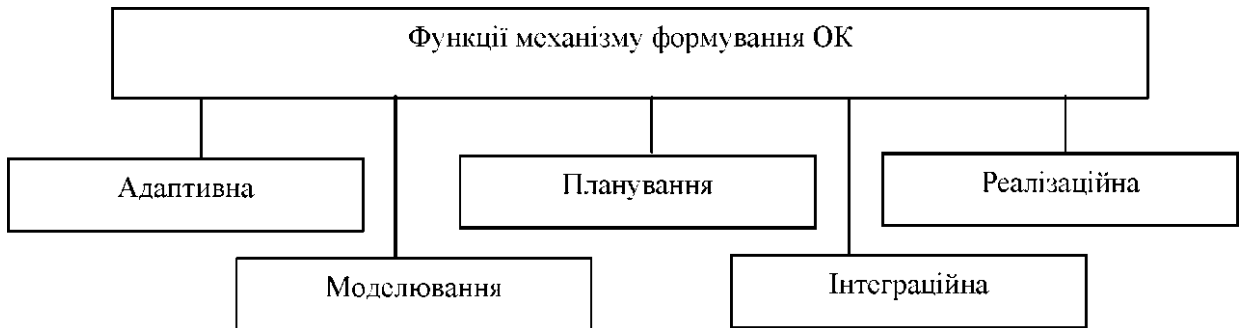 Функції механізму формування ОК
Адаптивна
Планування
Реалізаційна
Моделювання
Інтеграційна